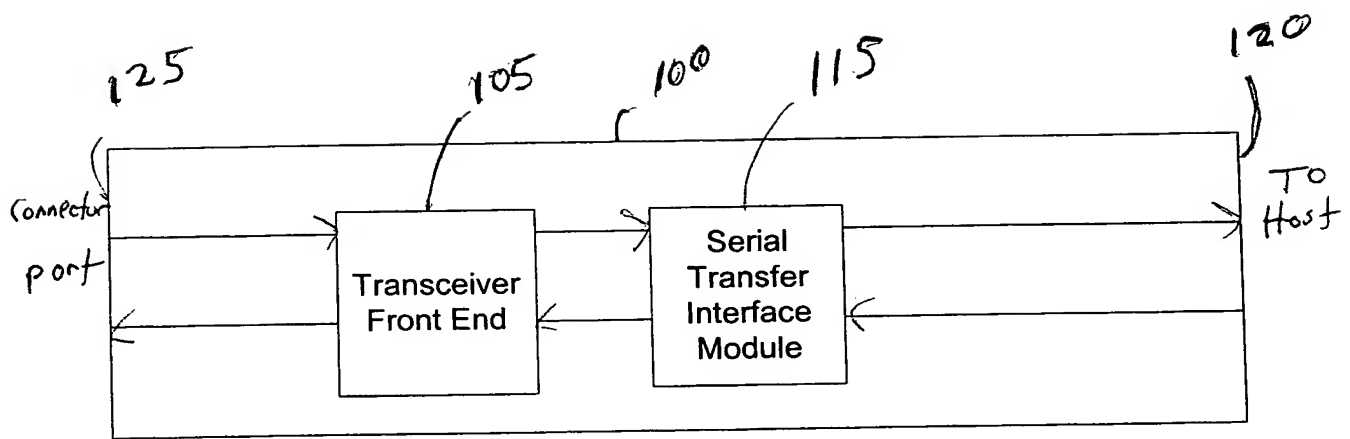 125
105
100
115
120
Connector
port
Transceiver
Front End
Serial
Transfer
Interface
Module
TO
Host